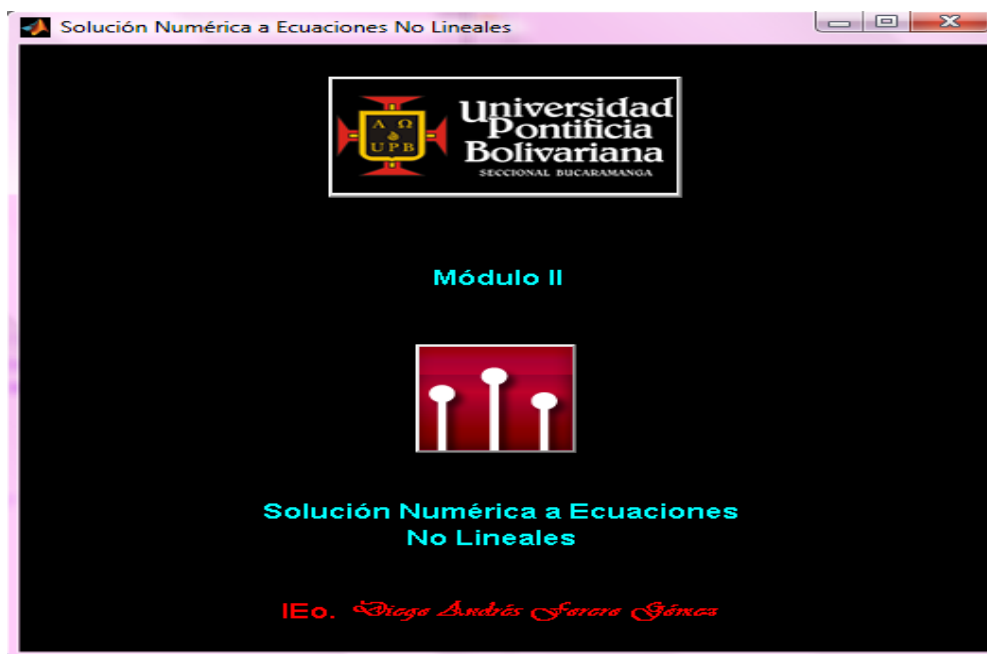 Solución Numérica a Ecuaciones No Lineales
Universidad
Pontificia
Bolivariana
SECCIONAL BUCARAMANGA
A Ω
UPB
Módulo II
Solución Numérica a Ecuaciones
No Lineales
IEo. Diego Andrés Gómez